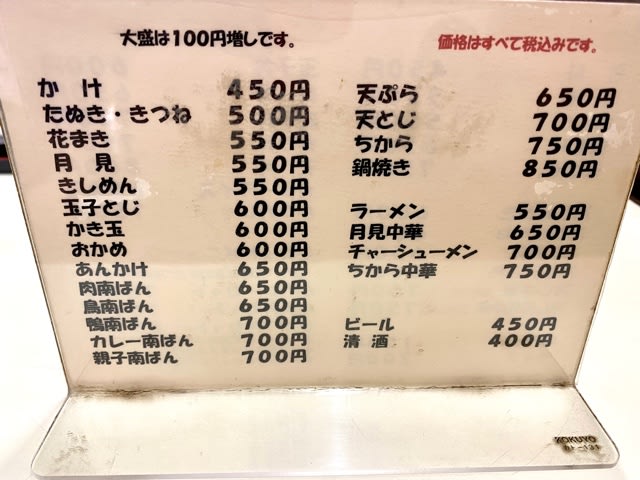 大盛は100円増しです。
価格はすべて税込みです。
かけ 450円
たぬき・きつね 500円
花まき 550円
月見 550円
きしめん 550円
玉子とじ 600円
かき玉 600円
おかめ 600円
あんかけ 650円
肉南ばん 650円
鳥南ばん 650円
鴨南ばん 700円
カレー南ばん 700円
親子南ばん 700円
天ぷら 650円
天とじ 700円
ちから 750円
鍋焼き 850円
ラーメン 550円
月見中華 650円
チャーシューメン 700円
ちから中華 750円
ビール 450円
清酒 400円
KOKUYO